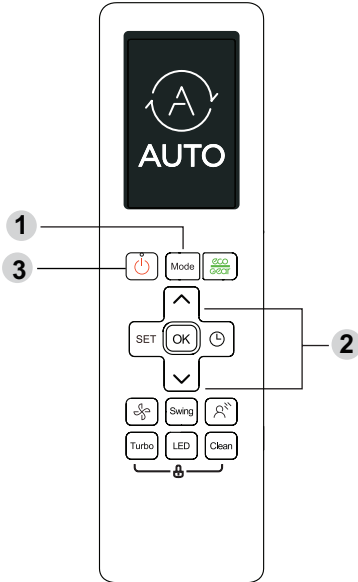 A
AUTO
1
3
Mode
eco
Gear
SET
OK
2
Swing
Turbo
LED
Clean